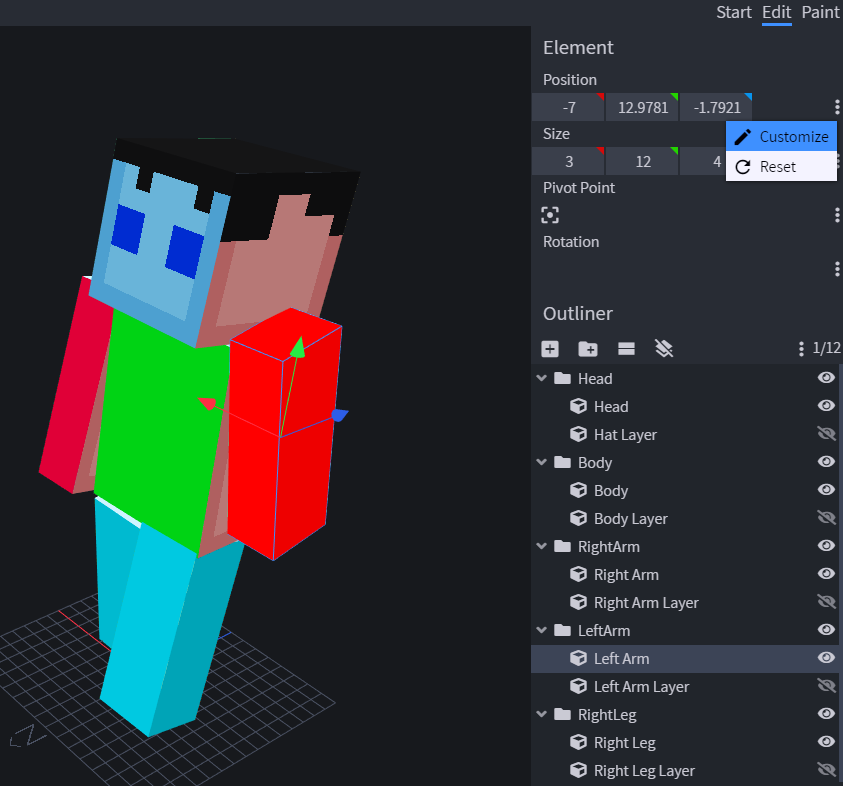 Start Edit Paint
Element
Position
-7 12.9781 -1.7921
Customize
Size
3 12 4
Reset
Pivot Point
Rotation
Outliner
1/12
Head
Head
Hat Layer
Body
Body
Body Layer
RightArm
Right Arm
Right Arm Layer
LeftArm
Left Arm
Left Arm Layer
RightLeg
Right Leg
Right Leg Layer